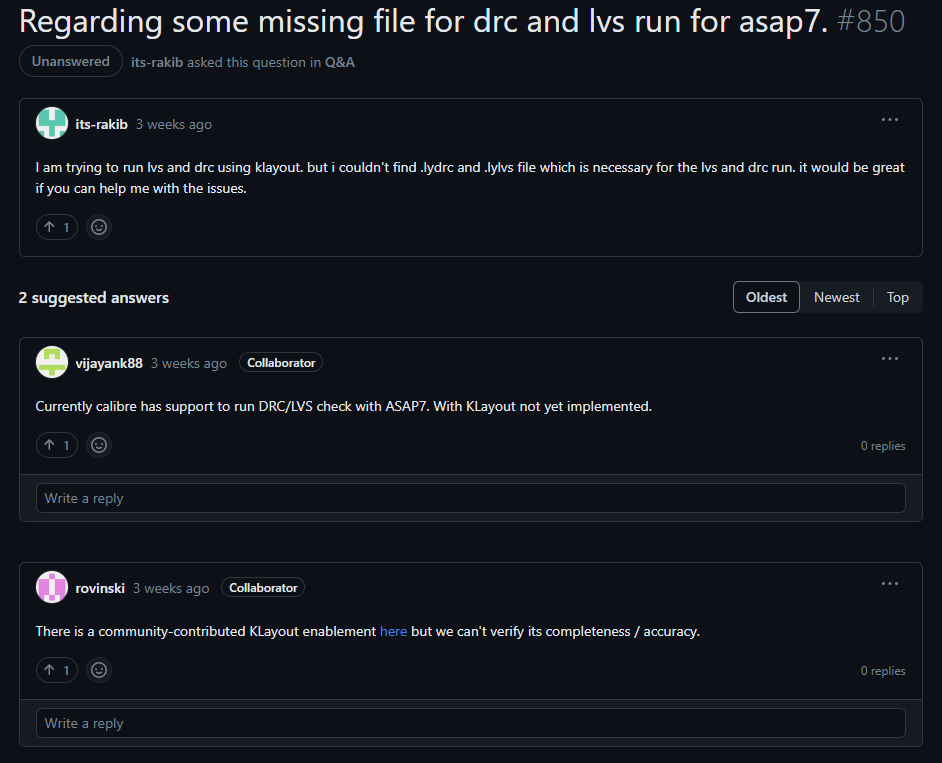 Regarding some missing file for drc and lvs run for asap7. #850
Unanswered its-rakib asked this question in Q&A
its-rakib 3 weeks ago
I am trying to run lvs and drc using klayout. but i couldn't find .lydrc and .lylvs file which is necessary for the lvs and drc run. it would be great
if you can help me with the issues.
1
2 suggested answers
Oldest Newest Top
vijayank88 3 weeks ago Collaborator
Currently calibre has support to run DRC/LVS check with ASAP7. With KLayout not yet implemented.
1
0 replies
Write a reply
rovinski 3 weeks ago Collaborator
There is a community-contributed KLayout enablement here but we can't verify its completeness / accuracy.
1
0 replies
Write a reply